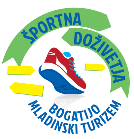 ŠPORTNA
DOŽIVETJA
BOGATIJO
MLADINSKI TURIZEM